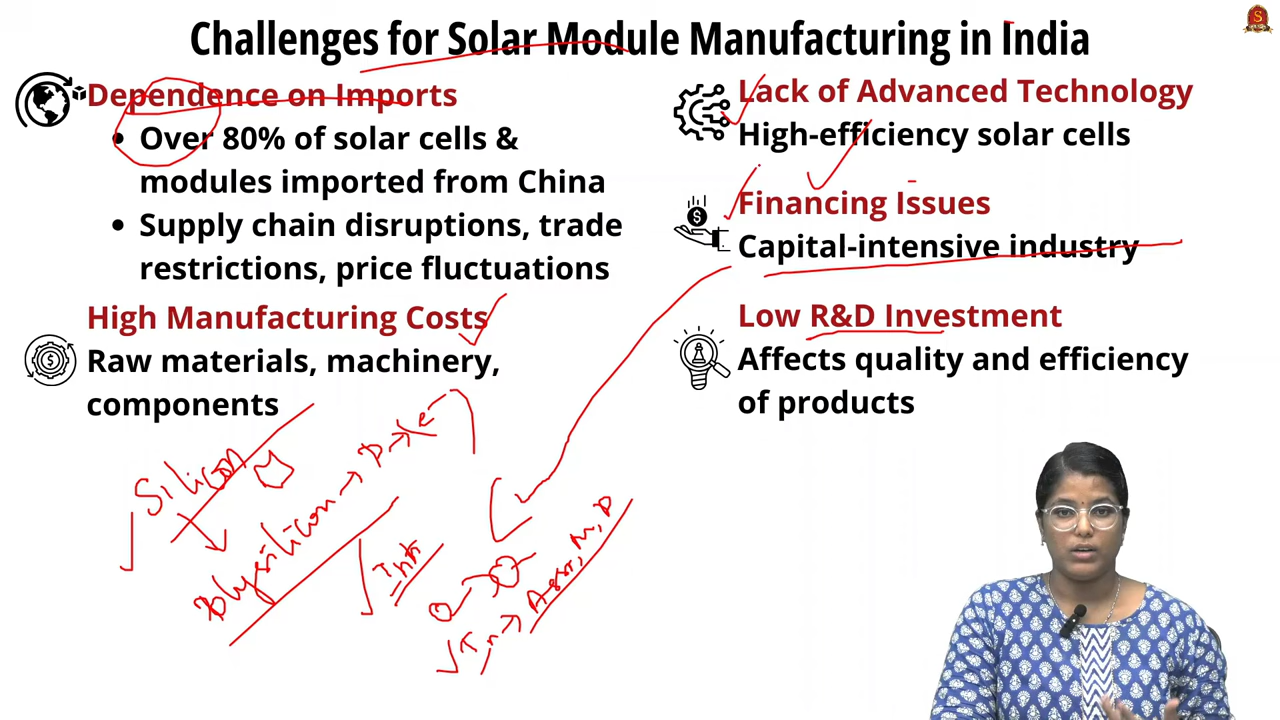 Challenges for Solar Module Manufacturing in India
Dependence on Imports
• Over 80% of solar cells &
modules imported from China
• Supply chain disruptions, trade
restrictions, price fluctuations
High Manufacturing Costs
Raw materials, machinery,
components
Lack of Advanced Technology
High-efficiency solar cells
Financing Issues
Capital-intensive industry
Low R&D Investment
Affects quality and efficiency
of products
Silicon
Polysilicon